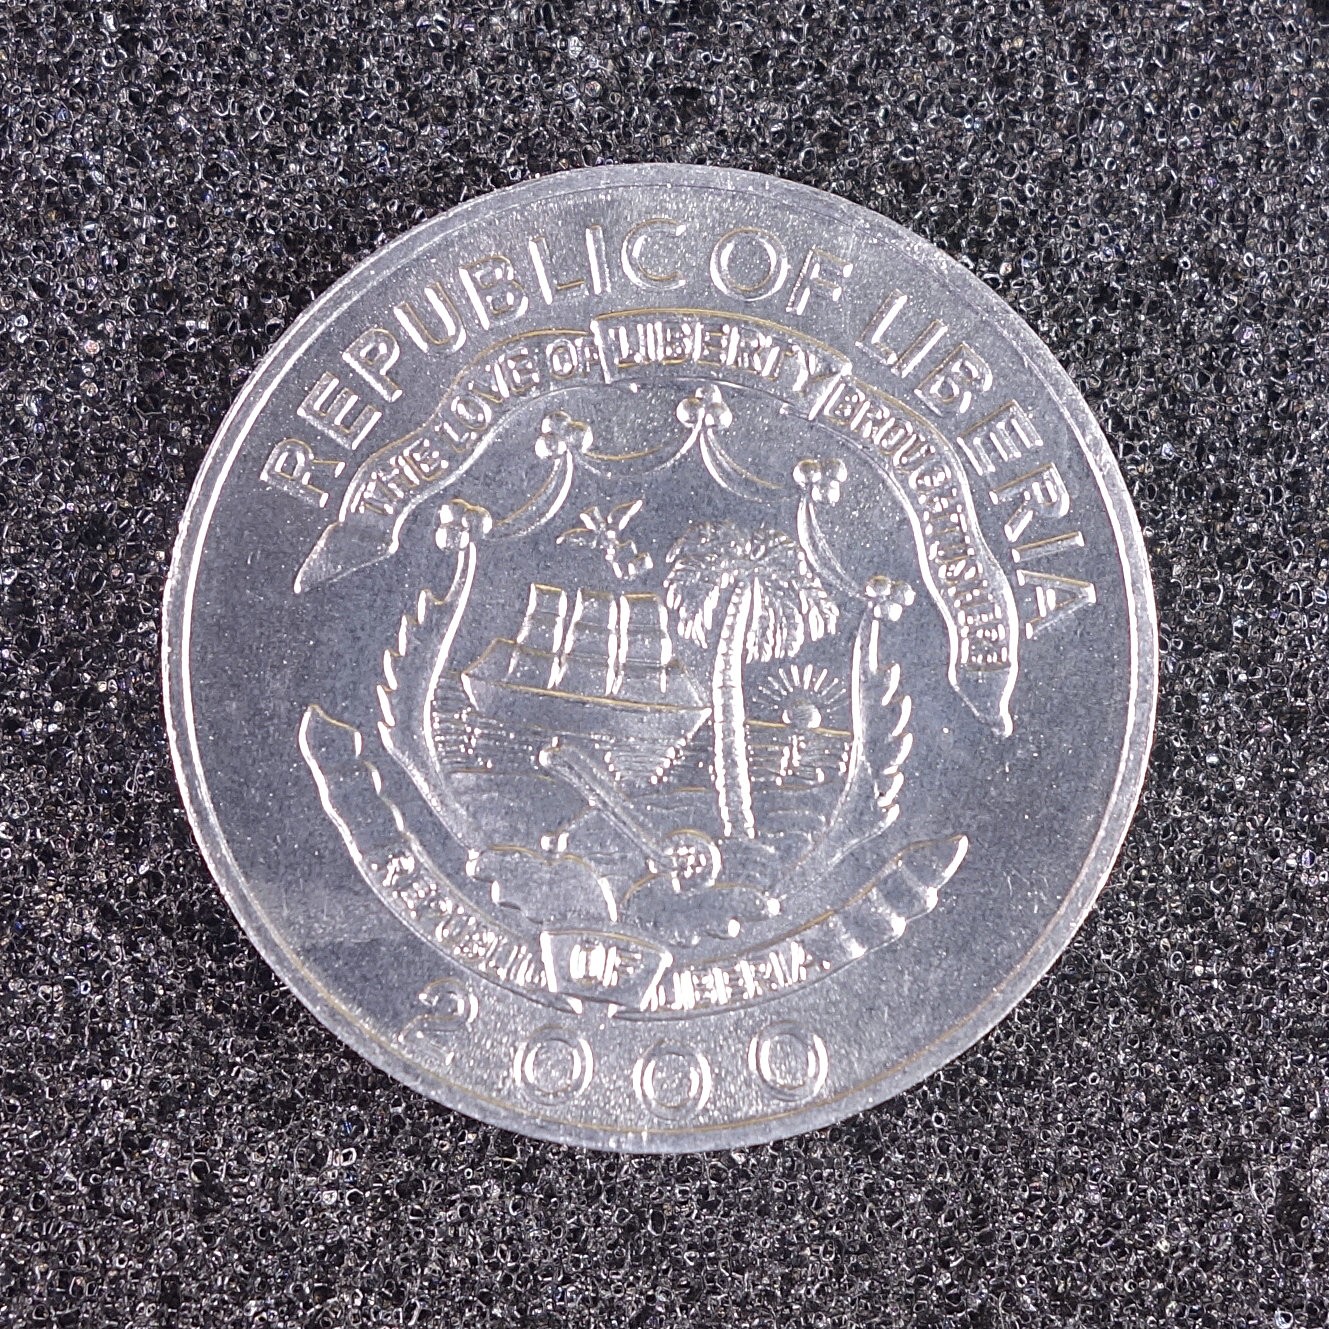 REPUBLIC OF LIBERIA
THE LOVE OF LIBERTY BROUGHT US HERE
REPUBLIC OF LIBERIA
2000